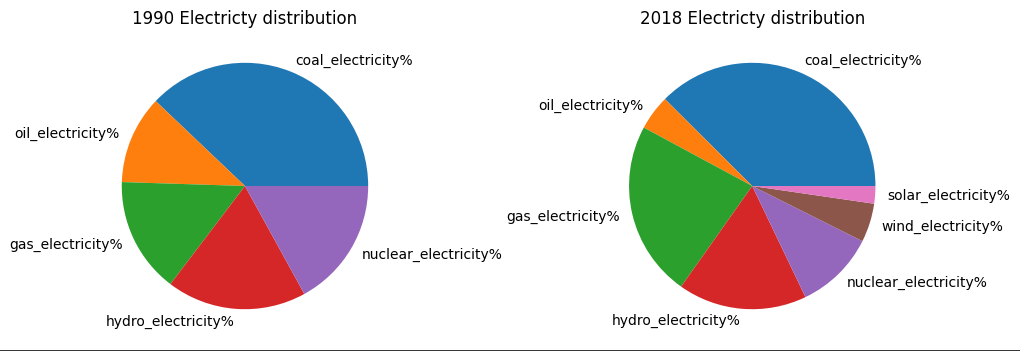 1990 Electricty distribution
coal_electricity%
oil_electricity%
gas_electricity%
hydro_electricity%
nuclear_electricity%
2018 Electricty distribution
coal_electricity%
oil_electricity%
gas_electricity%
hydro_electricity%
nuclear_electricity%
wind_electricity%
solar_electricity%